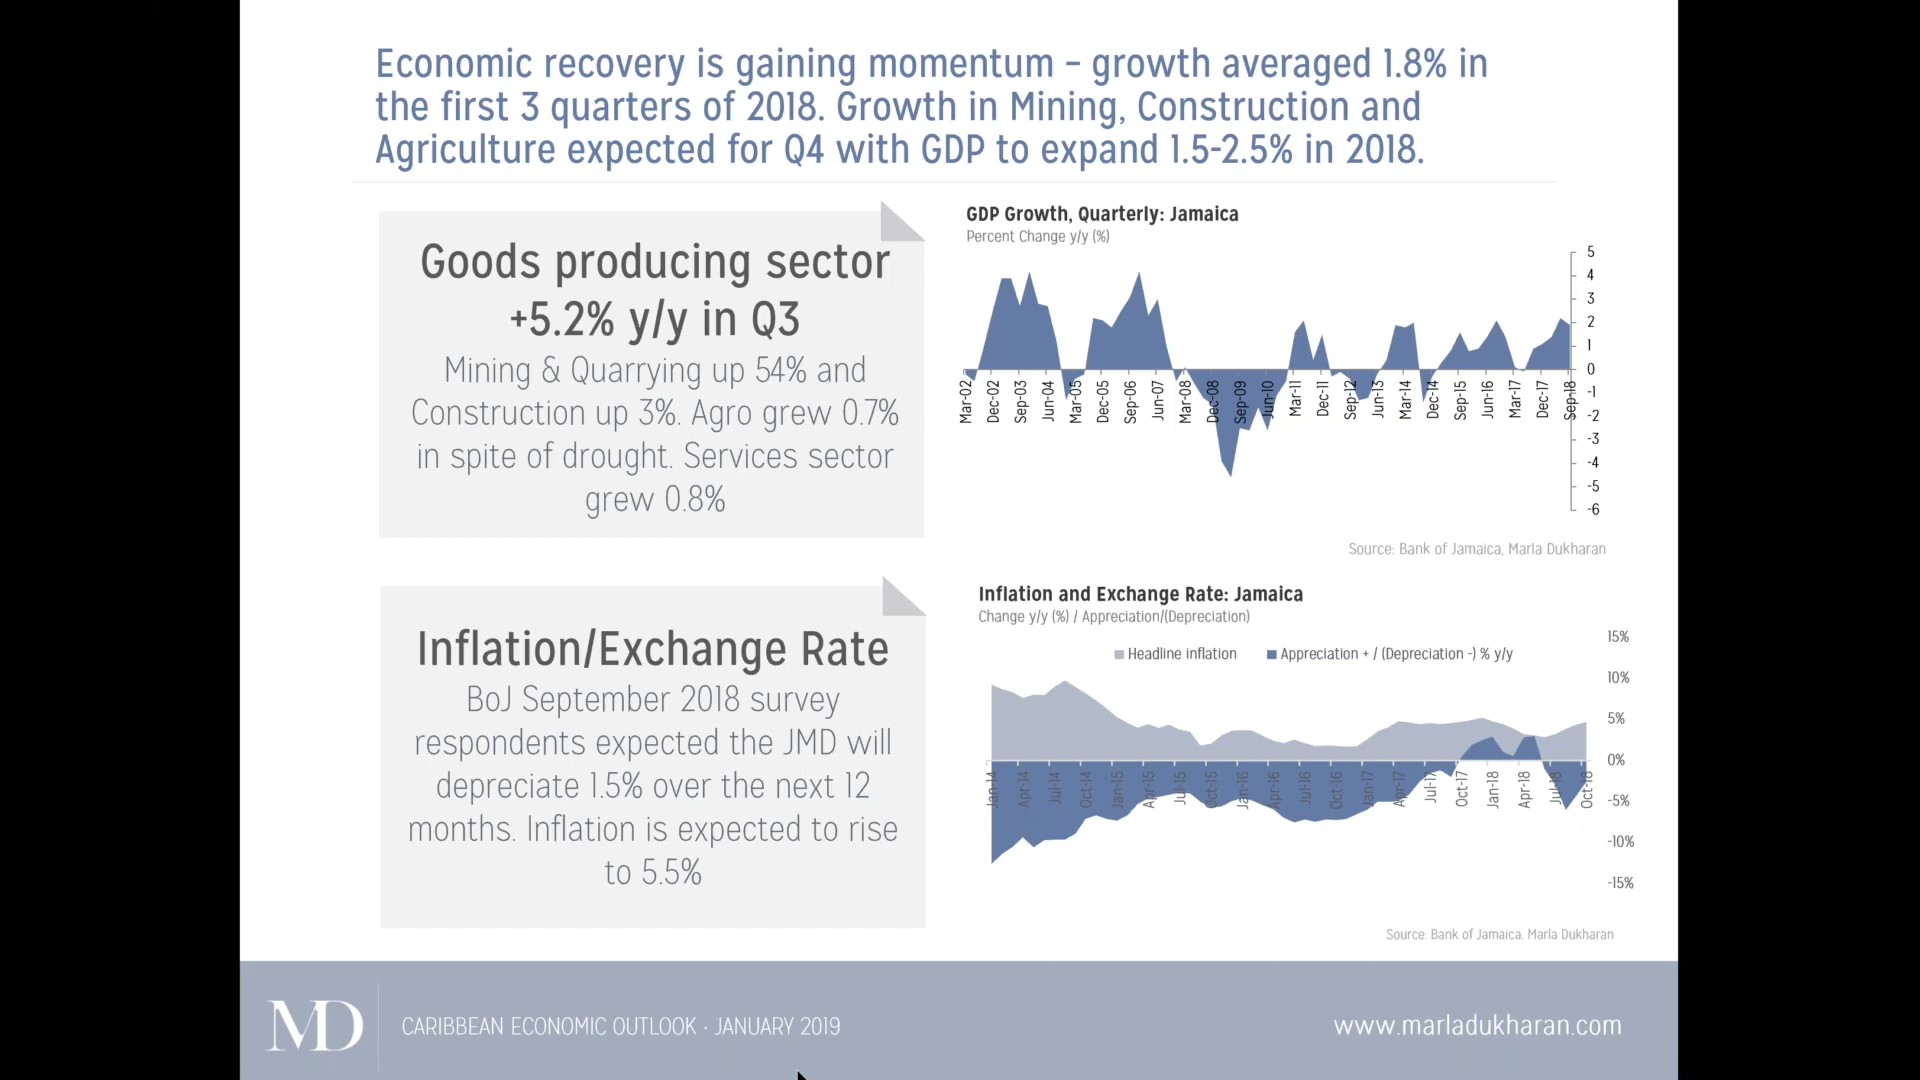 Economic recovery is gaining momentum – growth averaged 1.8% in
the first 3 quarters of 2018. Growth in Mining, Construction and
Agriculture expected for Q4 with GDP to expand 1.5-2.5% in 2018.
Goods producing sector
+5.2% y/y in Q3
Mining & Quarrying up 54% and
Construction up 3%. Agro grew 0.7%
in spite of drought. Services sector
grew 0.8%
GDP Growth, Quarterly: Jamaica
Percent Change y/y (%)
5
4
3
2
1
0
-1
-2
-3
-4
-5
-6
Mar-02
Dec-02
Sep-03
Jun-04
Mar-05
Dec-05
Sep-06
Jun-07
Mar-08
Dec-08
Sep-09
Jun-10
Mar-11
Dec-11
Sep-12
Jun-13
Mar-14
Dec-14
Sep-15
Jun-16
Mar-17
Dec-17
Sep-18
Source: Bank of Jamaica, Marla Dukharan
Inflation/Exchange Rate
BoJ September 2018 survey
respondents expected the JMD will
depreciate 1.5% over the next 12
months. Inflation is expected to rise
to 5.5%
Inflation and Exchange Rate: Jamaica
Change y/y (%) / Appreciation/(Depreciation)
Headline inflation
Appreciation + / (Depreciation -) % y/y
15%
10%
5%
0%
-5%
-10%
-15%
Jan-14
Apr-14
Jul-14
Oct-14
Jan-15
Apr-15
Jul-15
Oct-15
Jan-16
Apr-16
Jul-16
Oct-16
Jan-17
Apr-17
Jul-17
Oct-17
Jan-18
Apr-18
Jul-18
Oct-18
Source: Bank of Jamaica, Marla Dukharan
MD
CARIBBEAN ECONOMIC OUTLOOK · JANUARY 2019
www.marladukharan.com